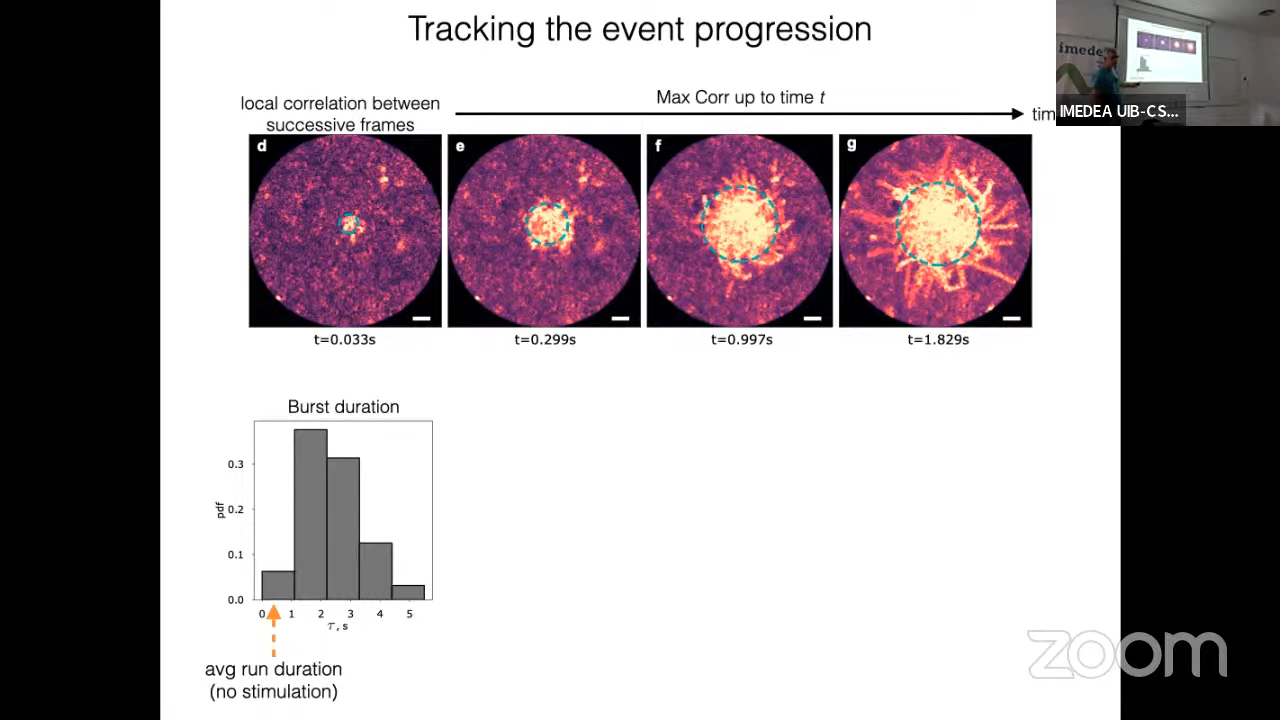 Tracking the event progression
local correlation between
successive frames
Max Corr up to time t
tim
imede
IMEDEA UIB-CS...
d
e
f
g
t=0.033s
t=0.299s
t=0.997s
t=1.829s
Burst duration
pdf
0.3
0.2
0.1
0.0
0 1 2 3 4 5
τ, s
avg run duration
(no stimulation)
zoom